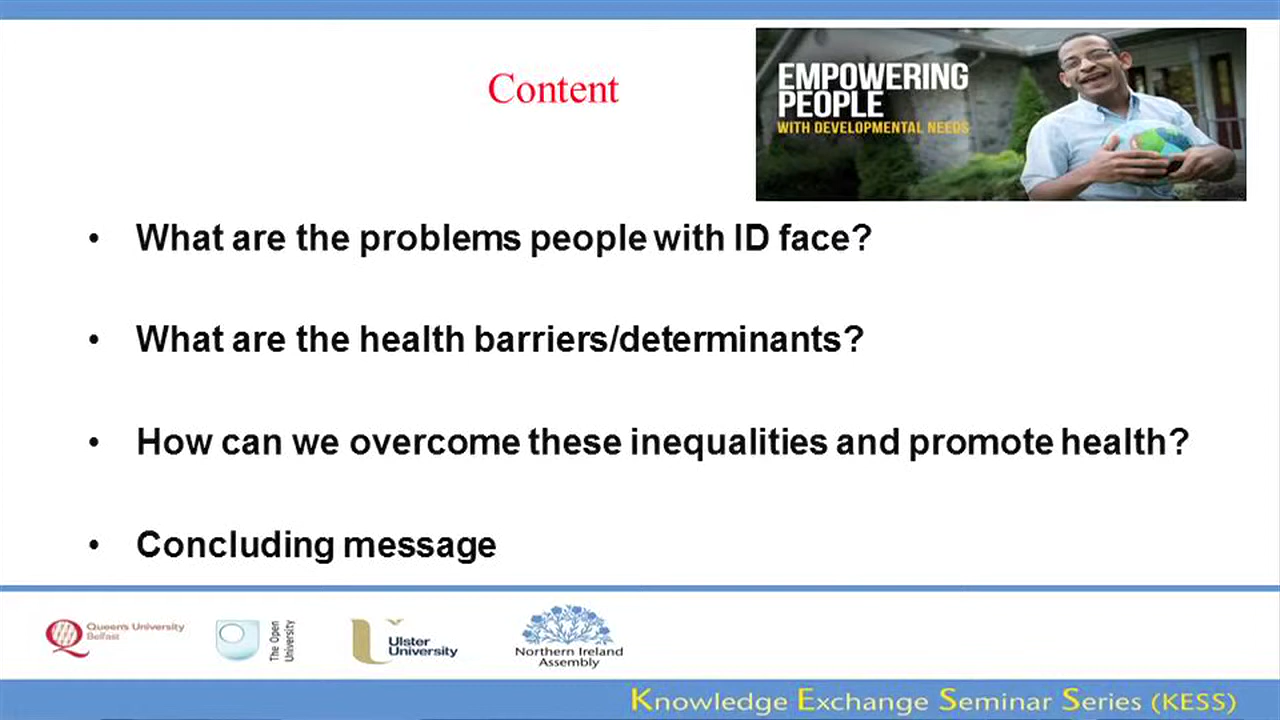 Content
EMPOWERING
PEOPLE
WITH DEVELOPMENTAL NEEDS
• What are the problems people with ID face?
• What are the health barriers/determinants?
• How can we overcome these inequalities and promote health?
• Concluding message
Queen's University
Belfast
The Open
University
Ulster
University
Northern Ireland
Assembly
Knowledge Exchange Seminar Series (KESS)